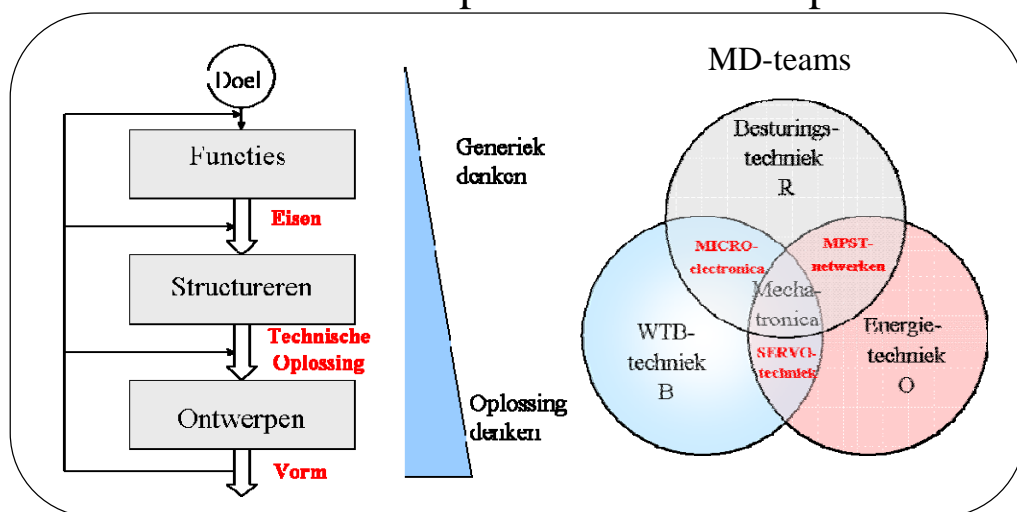 Doel
Functies
Eisen
Structureren
Technische
Oplossing
Ontwerpen
Vorm
Generiek
denken
Oplossing
denken
MD-teams
Besturings-
techniek
R
MICRO-
electronica
MPST-
netwerken
Mecha-
tronica
WTB-
techniek
B
SERVO-
techniek
Energie-
techniek
O